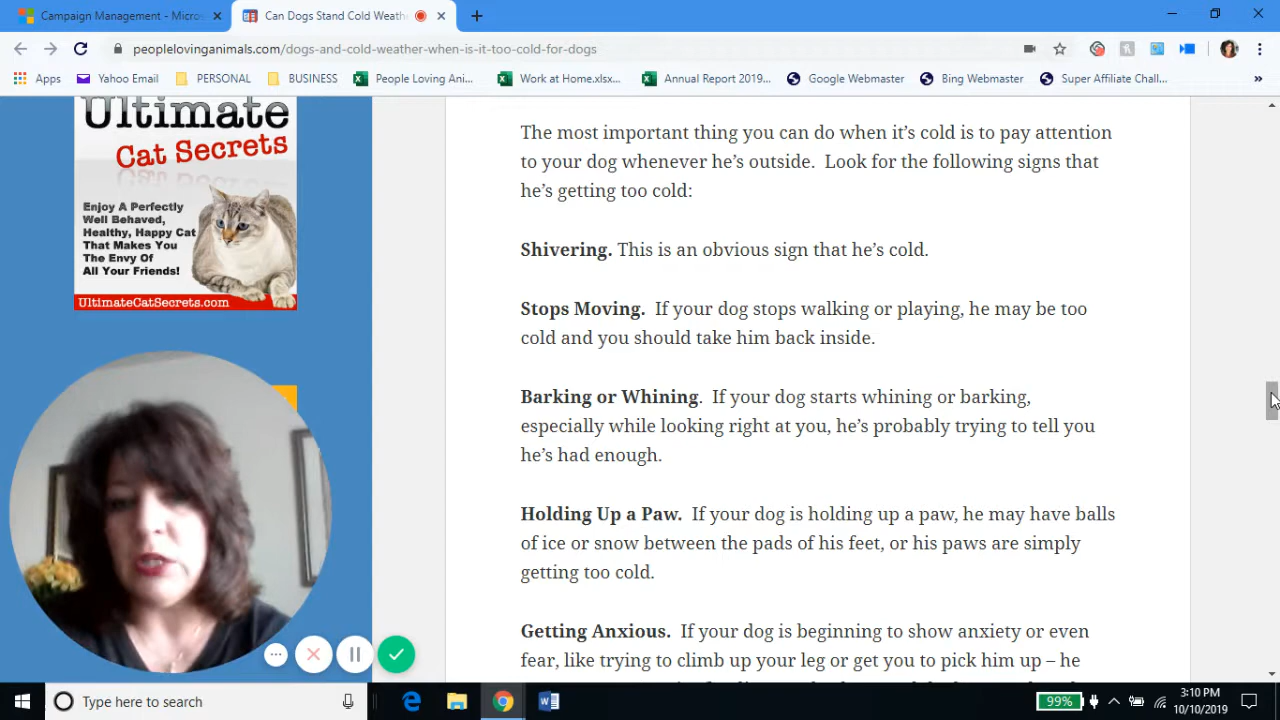 Campaign Management - Micros
Can Dogs Stand Cold Weath
peoplelovinganimals.com/dogs-and-cold-weather-when-is-it-too-cold-for-dogs
Apps
Yahoo Email
PERSONAL
BUSINESS
People Loving Ani...
Work at Home.xlsx...
Annual Report 2019...
Google Webmaster
Bing Webmaster
Super Affiliate Chall...
»
Ultimate
Cat Secrets
Enjoy A Perfectly
Well Behaved,
Healthy, Happy Cat
That Makes You
The Envy Of
All Your Friends!
UltimateCatSecrets.com
The most important thing you can do when it’s cold is to pay attention
to your dog whenever he’s outside.  Look for the following signs that
he’s getting too cold:
Shivering. This is an obvious sign that he’s cold.
Stops Moving.  If your dog stops walking or playing, he may be too
cold and you should take him back inside.
Barking or Whining.  If your dog starts whining or barking,
especially while looking right at you, he’s probably trying to tell you
he’s had enough.
Holding Up a Paw.  If your dog is holding up a paw, he may have balls
of ice or snow between the pads of his feet, or his paws are simply
getting too cold.
Getting Anxious.  If your dog is beginning to show anxiety or even
fear, like trying to climb up your leg or get you to pick him up – he
Type here to search
99%
3:10 PM
10/10/2019